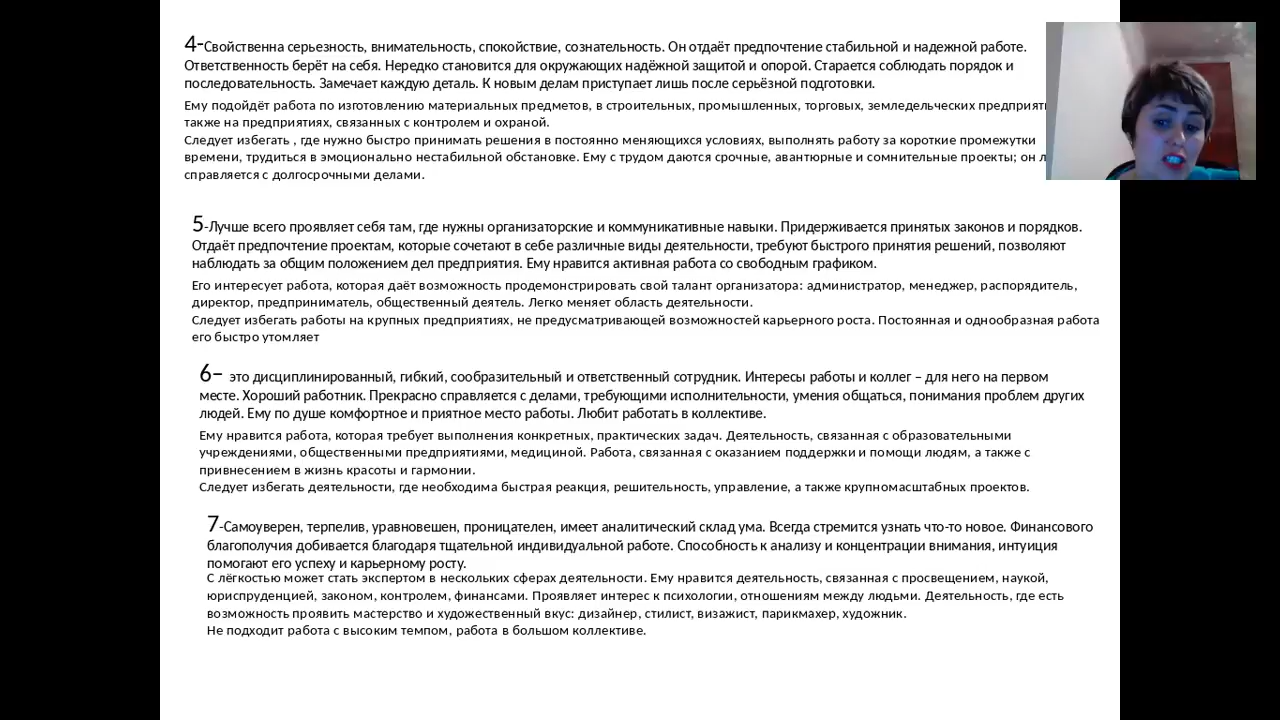 4-Свойственна серьезность, внимательность, спокойствие, сознательность. Он отдаёт предпочтение стабильной и надежной работе.
Ответственность берёт на себя. Нередко становится для окружающих надёжной защитой и опорой. Старается соблюдать порядок и
последовательность. Замечает каждую деталь. К новым делам приступает лишь после серьёзной подготовки.
Ему подойдёт работа по изготовлению материальных предметов, в строительных, промышленных, торговых, земледельческих
также на предприятиях, связанных с контролем и охраной.
Следует избегать , где нужно быстро принимать решения в постоянно меняющихся условиях, выполнять работу за короткие промежутки
времени, трудиться в эмоционально нестабильной обстановке. Ему с трудом даются срочные, авантюрные и сомнительные проекты; он
справляется с долгосрочными делами.
5-Лучше всего проявляет себя там, где нужны организаторские и коммуникативные навыки. Придерживается принятых законов и порядков.
Отдаёт предпочтение проектам, которые сочетают в себе различные виды деятельности, требуют быстрого принятия решений, позволяют
наблюдать за общим положением дел предприятия. Ему нравится активная работа со свободным графиком.
Его интересует работа, которая даёт возможность продемонстрировать свой талант организатора: администратор, менеджер, распорядитель,
директор, предприниматель, общественный деятель. Легко меняет область деятельности.
Следует избегать работы на крупных предприятиях, не предусматривающей возможностей карьерного роста. Постоянная и однообразная работа
его быстро утомляет
6– это дисциплинированный, гибкий, сообразительный и ответственный сотрудник. Интересы работы и коллег – для него на первом
месте. Хороший работник. Прекрасно справляется с делами, требующими исполнительности, умения общаться, понимания проблем других
людей. Ему по душе комфортное и приятное место работы. Любит работать в коллективе.
Ему нравится работа, которая требует выполнения конкретных, практических задач. Деятельность, связанная с образовательными
учреждениями, общественными предприятиями, медициной. Работа, связанная с оказанием поддержки и помощи людям, а также с
привнесением в жизнь красоты и гармонии.
Следует избегать деятельности, где необходима быстрая реакция, решительность, управление, а также крупномасштабных проектов.
7-Самоуверен, терпелив, уравновешен, проницателен, имеет аналитический склад ума. Всегда стремится узнать что-то новое. Финансового
благополучия добивается благодаря тщательной индивидуальной работе. Способность к анализу и концентрации внимания, интуиция
помогают его успеху и карьерному росту.
С лёгкостью может стать экспертом в нескольких сферах деятельности. Ему нравится деятельность, связанная с просвещением, наукой,
юриспруденцией, законом, контролем, финансами. Проявляет интерес к психологии, отношениям между людьми. Деятельность, где есть
возможность проявить мастерство и художественный вкус: дизайнер, стилист, визажист, парикмахер, художник.
Не подходит работа с высоким темпом, работа в большом коллективе.